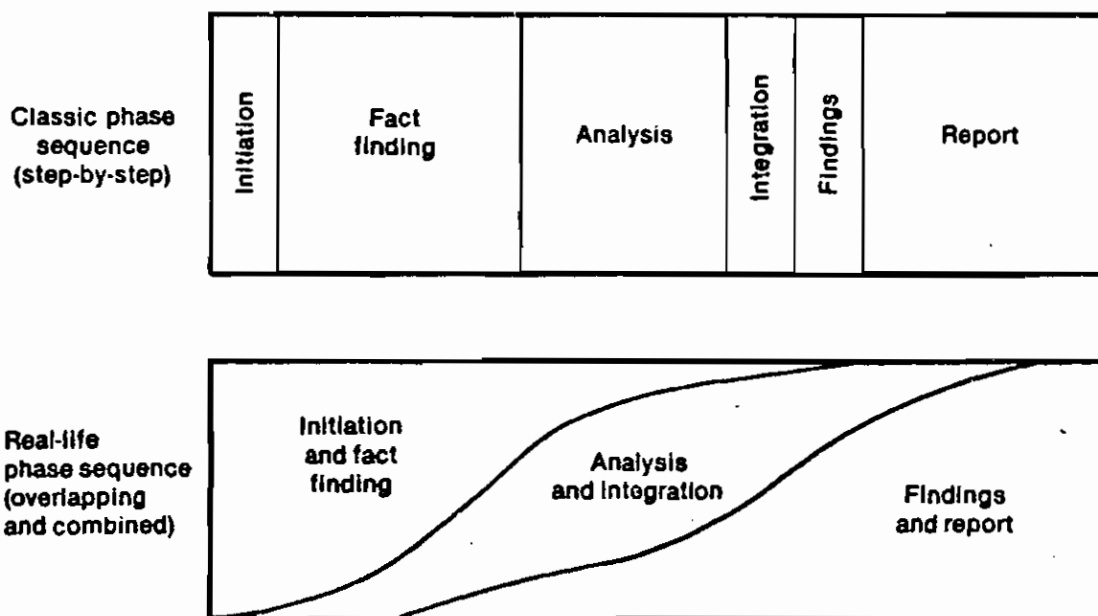 Classic phase
sequence
(step-by-step)
Initiation
Fact
finding
Analysis
Integration
Findings
Report
Real-life
phase sequence
(overlapping
and combined)
Initiation
and fact
finding
Analysis
and integration
Findings
and report